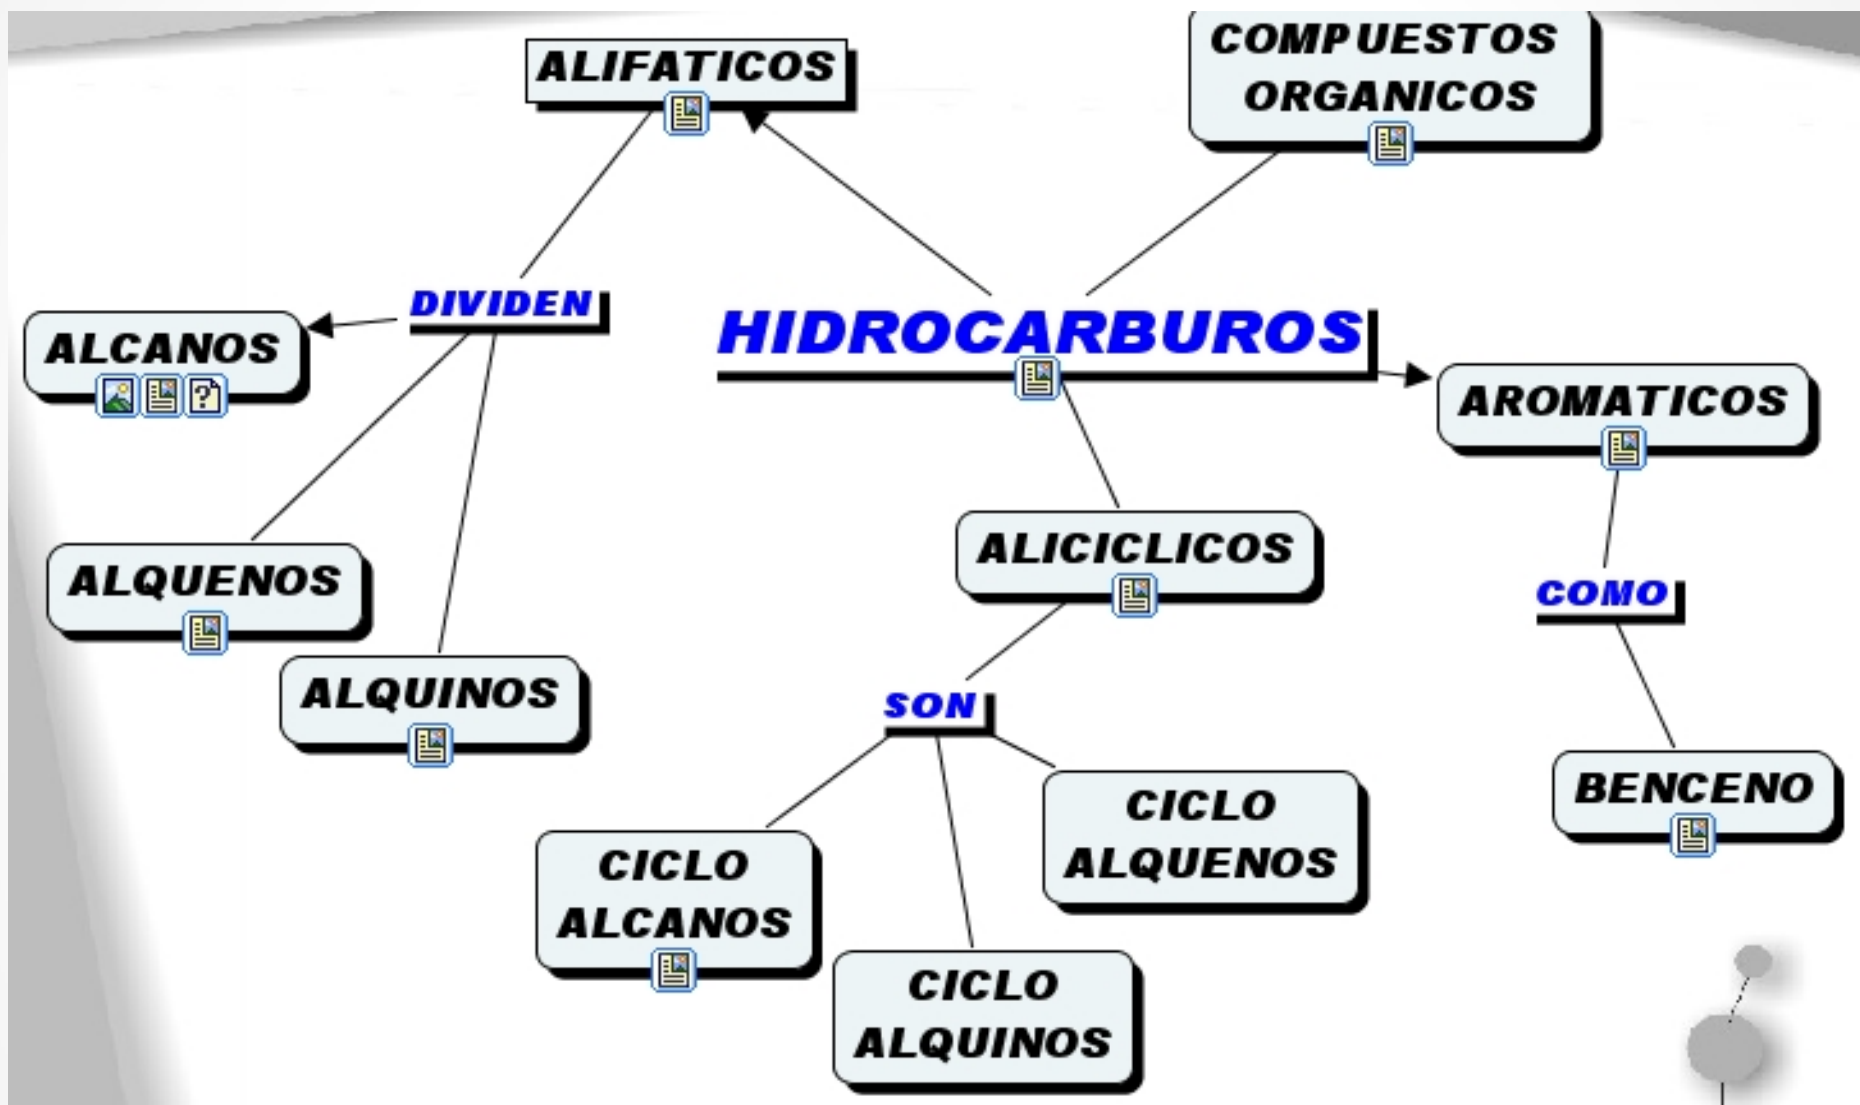 ALIFATICOS
COMPUESTOS
ORGANICOS
DIVIDEN
HIDROCARBUROS
ALCANOS
AROMATICOS
ALICICLICOS
ALQUENOS
COMO
ALQUINOS
SON
BENCENO
CICLO
ALQUENOS
CICLO
ALCANOS
CICLO
ALQUINOS